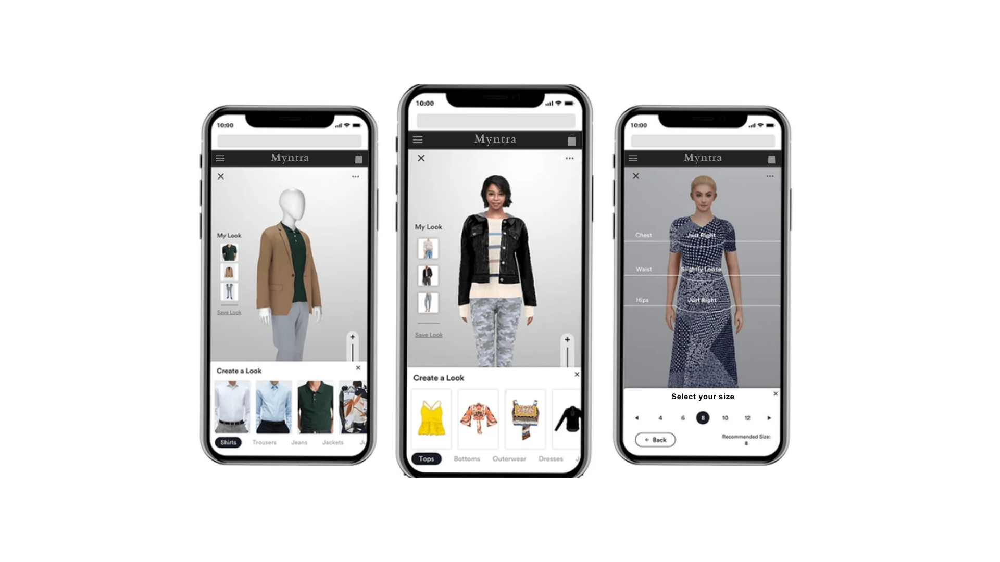 10:00
Myntra
My Look
Save Look
+
Create a Look
Shirts Trousers Jeans Jackets Ju
10:00
Myntra
My Look
Save Look
+
Create a Look
Tops Bottoms Outerwear Dresses J
10:00
Myntra
Chest Just Right
Waist Slightly Loose
Hips Just Right
Select your size
4 6 8 10 12
Back
Recommended Size:
8